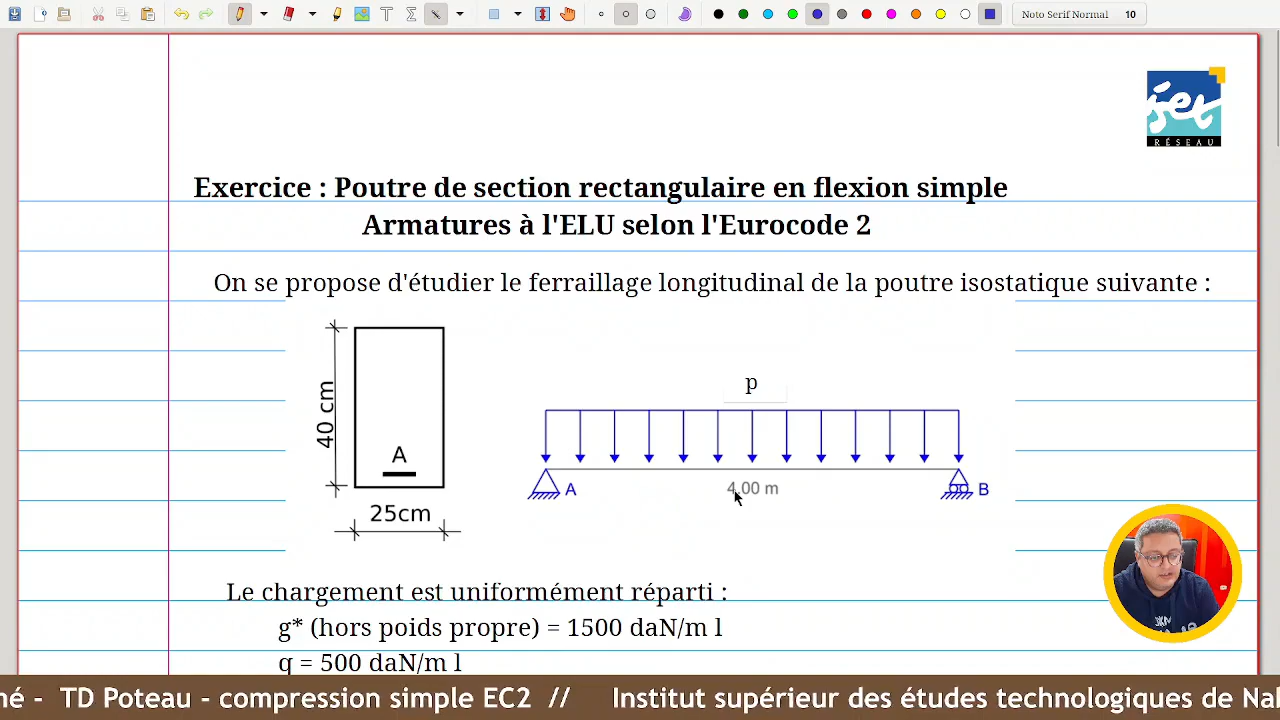 Noto Serif Normal 10
iset
RÉSEAU
Exercice : Poutre de section rectangulaire en flexion simple
Armatures à l'ELU selon l'Eurocode 2
On se propose d'étudier le ferraillage longitudinal de la poutre isostatique suivante :
40 cm
A
25cm
p
A
4.00 m
B
Le chargement est uniformément réparti :
g* (hors poids propre) = 1500 daN/m l
q = 500 daN/m l
né - TD Poteau - compression simple EC2 // Institut supérieur des études technologiques de Na